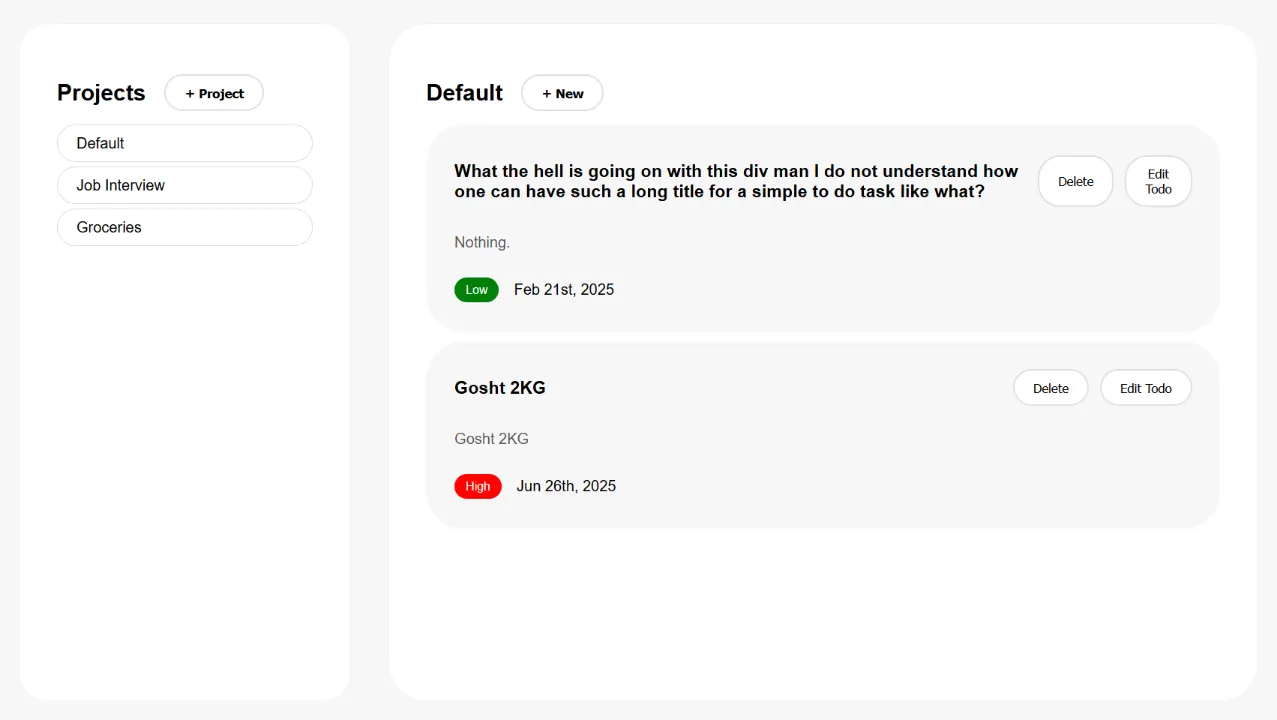 Projects
+ Project
Default
Job Interview
Groceries
Default
+ New
What the hell is going on with this div man I do not understand how
one can have such a long title for a simple to do task like what?
Delete
Edit
Todo
Nothing.
Low
Feb 21st, 2025
Gosht 2KG
Delete
Edit Todo
Gosht 2KG
High
Jun 26th, 2025